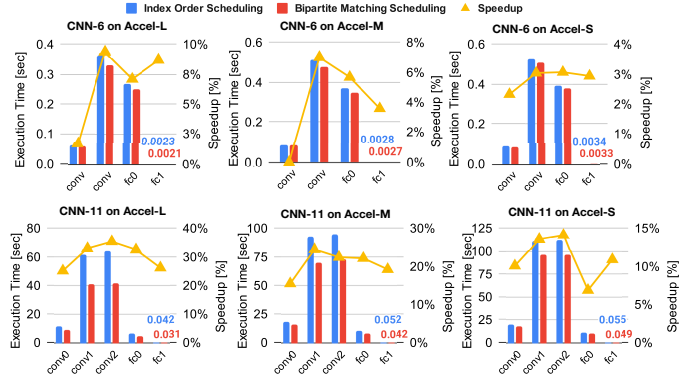 Index Order Scheduling Bipartite Matching Scheduling Speedup
CNN-6 on Accel-L
Execution Time [sec]
0.4
0.3
0.2
0.1
0.0
10%
8%
5%
3%
0%
Speedup [%]
0.0023
0.0021
conv conv fc0 fc1
CNN-6 on Accel-M
Execution Time [sec]
0.6
0.4
0.2
0.0
8%
6%
4%
2%
0%
Speedup [%]
0.0028
0.0027
conv conv fc0 fc1
CNN-6 on Accel-S
Execution Time [sec]
0.6
0.4
0.2
0.0
4%
3%
2%
1%
0%
Speedup [%]
0.0034
0.0033
conv conv fc0 fc1
CNN-11 on Accel-L
Execution Time [sec]
80
60
40
20
0
40%
30%
20%
10%
0%
Speedup [%]
0.042
0.031
conv0 conv1 conv2 fc0 fc1
CNN-11 on Accel-M
Execution Time [sec]
100
75
50
25
0
30%
20%
10%
0%
Speedup [%]
0.052
0.042
conv0 conv1 conv2 fc0 fc1
CNN-11 on Accel-S
Execution Time [sec]
125
100
75
50
25
0
15%
10%
5%
0%
Speedup [%]
0.055
0.049
conv0 conv1 conv2 fc0 fc1